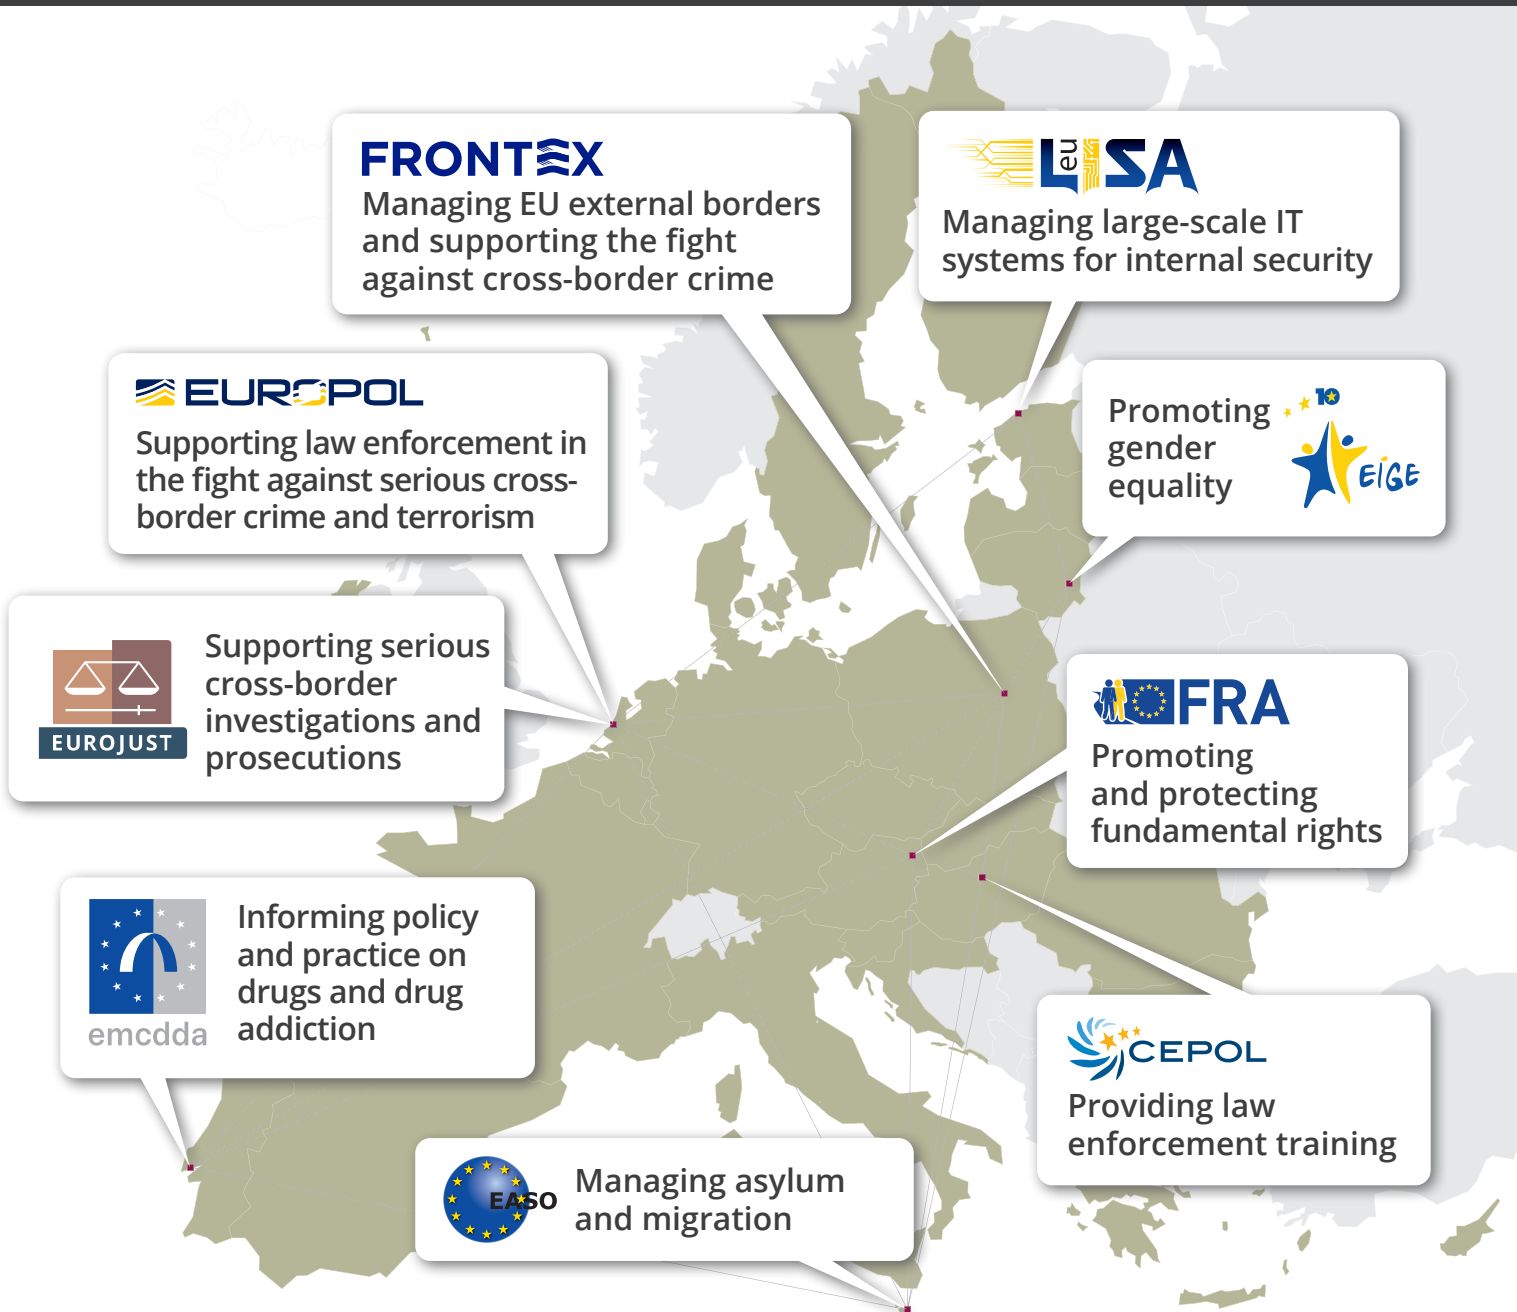 FRONTEX
Managing EU external borders
and supporting the fight
against cross-border crime
eu
LISA
Managing large-scale IT
systems for internal security
EUROPOL
Supporting law enforcement in
the fight against serious cross-
border crime and terrorism
Promoting
gender
equality
10
EIGE
EUROJUST
Supporting serious
cross-border
investigations and
prosecutions
FRA
Promoting
and protecting
fundamental rights
emcdda
Informing policy
and practice on
drugs and drug
addiction
CEPOL
Providing law
enforcement training
EASO
Managing asylum
and migration